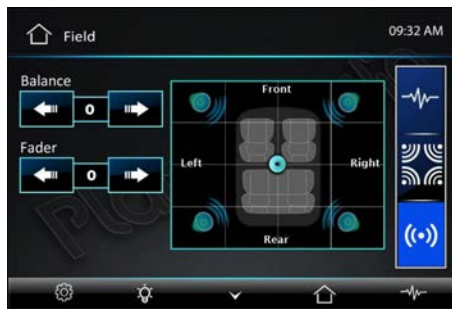 Field
09:32 AM
Balance
0
Fader
0
Front
Left
Right
Rear